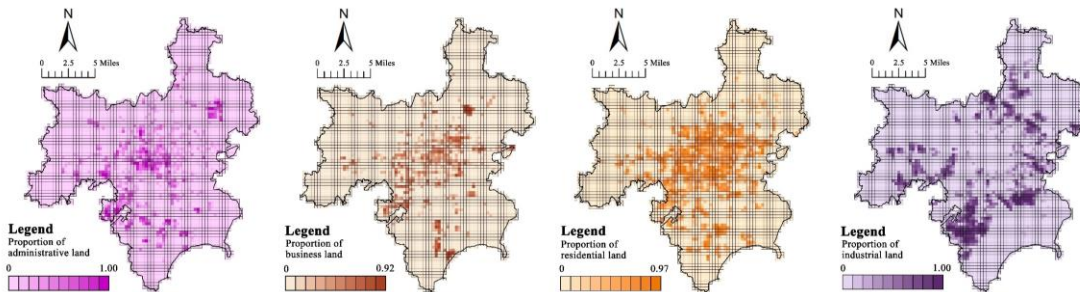 N
0 2.5 5 Miles
Legend
Proportion of
administrative land
0 1.00
N
0 2.5 5 Miles
Legend
Proportion of
business land
0 0.92
N
0 2.5 5 Miles
Legend
Proportion of
residential land
0 0.97
N
0 2.5 5 Miles
Legend
Proportion of
industrial land
0 1.00